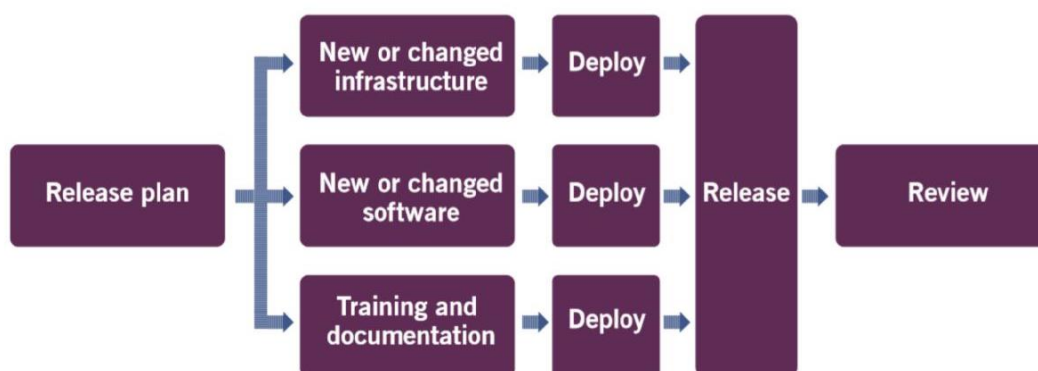 New or changed
infrastructure
Deploy
Release plan
New or changed
software
Deploy
Release
Review
Training and
documentation
Deploy